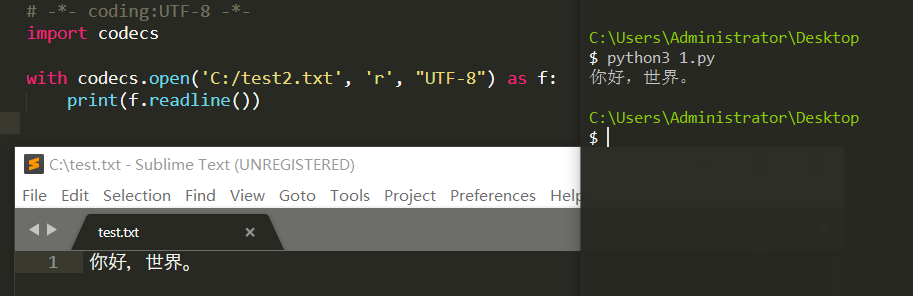 # -*- coding:UTF-8 -*-
import codecs
with codecs.open('C:/test2.txt', 'r', "UTF-8") as f:
print(f.readline())
C:\Users\Administrator\Desktop
$ python3 1.py
你好，世界。
C:\Users\Administrator\Desktop
$
C:\test.txt - Sublime Text (UNREGISTERED)
File Edit Selection Find View Goto Tools Project Preferences Help
test.txt
1 你好，世界。